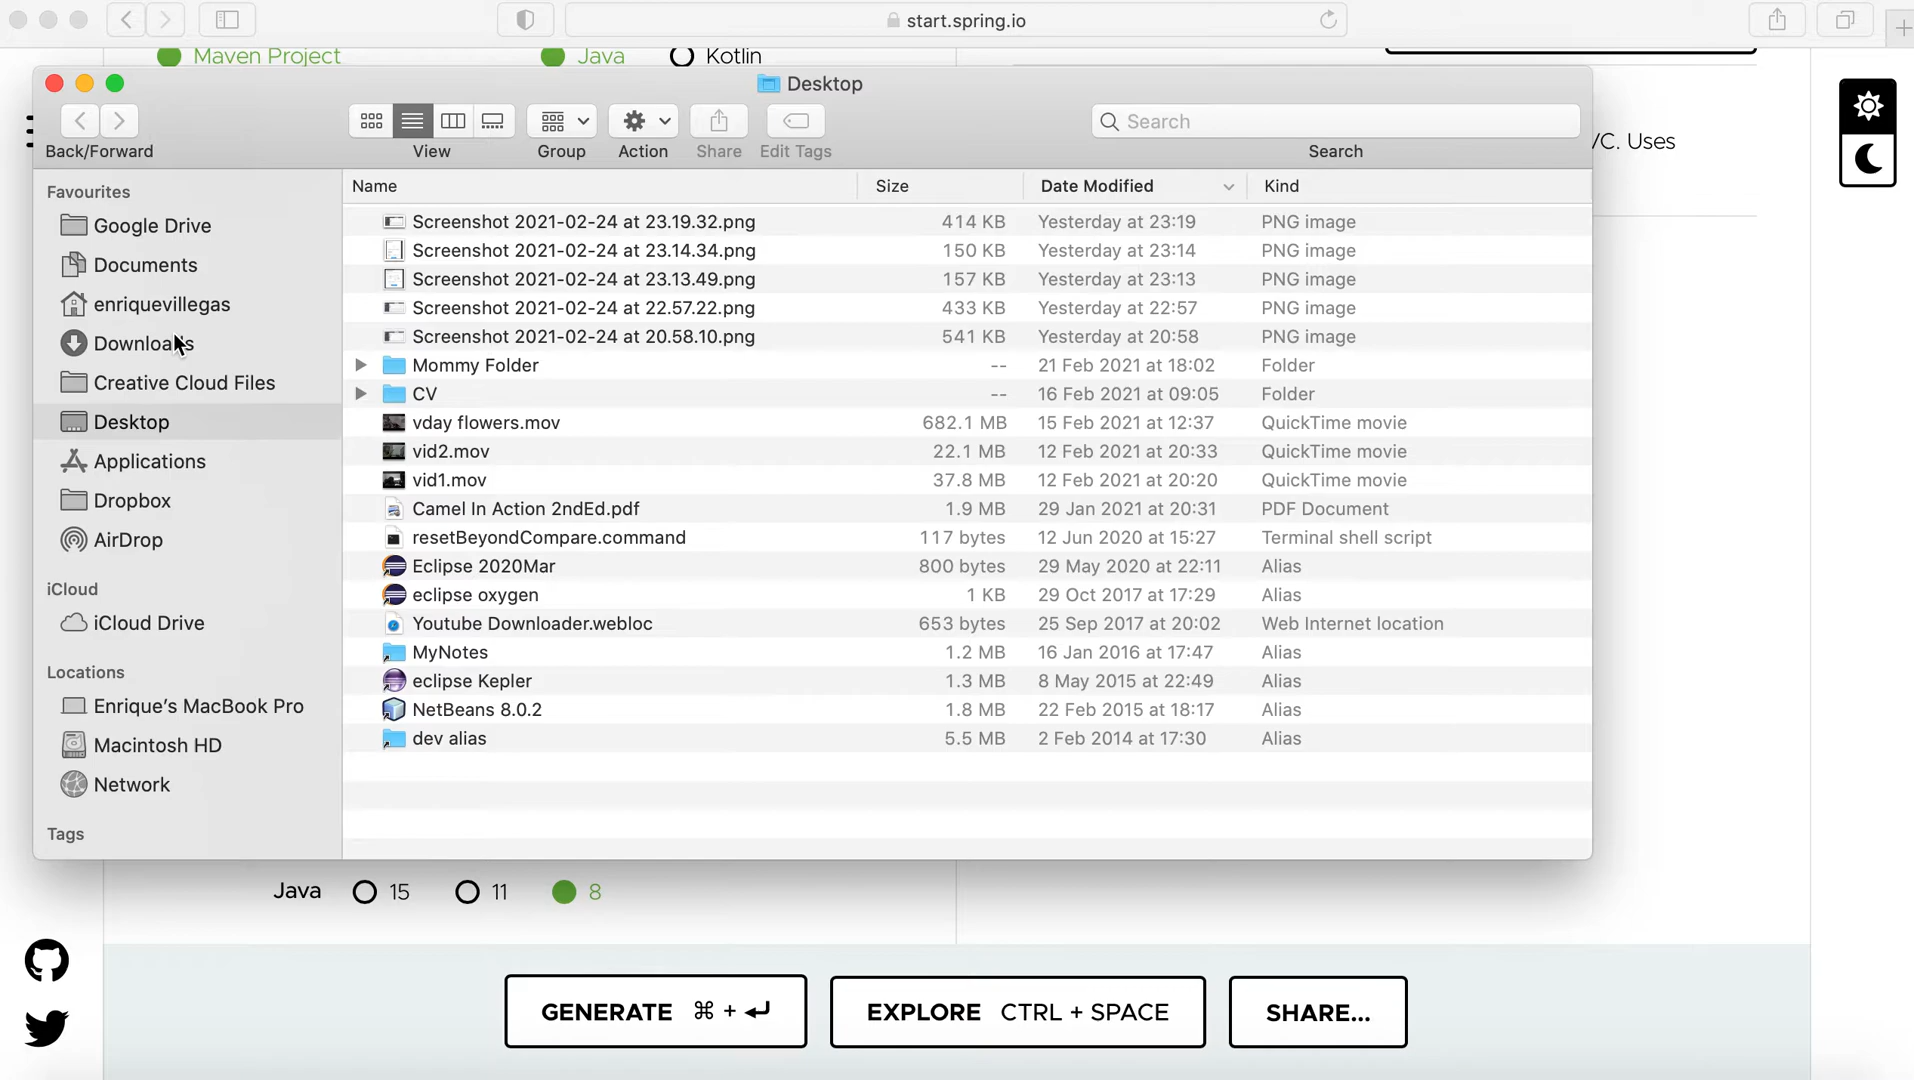 start.spring.io
Maven Project Java Kotlin
Desktop
Search
Back/Forward View Group Action Share Edit Tags Search
/C. Uses
Favourites
Google Drive
Documents
enriquevillegas
Downloads
Creative Cloud Files
Desktop
Applications
Dropbox
AirDrop
iCloud
iCloud Drive
Locations
Enrique's MacBook Pro
Macintosh HD
Network
Tags
Name Size Date Modified Kind
Screenshot 2021-02-24 at 23.19.32.png 414 KB Yesterday at 23:19 PNG image
Screenshot 2021-02-24 at 23.14.34.png 150 KB Yesterday at 23:14 PNG image
Screenshot 2021-02-24 at 23.13.49.png 157 KB Yesterday at 23:13 PNG image
Screenshot 2021-02-24 at 22.57.22.png 433 KB Yesterday at 22:57 PNG image
Screenshot 2021-02-24 at 20.58.10.png 541 KB Yesterday at 20:58 PNG image
Mommy Folder -- 21 Feb 2021 at 18:02 Folder
CV -- 16 Feb 2021 at 09:05 Folder
vday flowers.mov 682.1 MB 15 Feb 2021 at 12:37 QuickTime movie
vid2.mov 22.1 MB 12 Feb 2021 at 20:33 QuickTime movie
vid1.mov 37.8 MB 12 Feb 2021 at 20:20 QuickTime movie
Camel In Action 2ndEd.pdf 1.9 MB 29 Jan 2021 at 20:31 PDF Document
resetBeyondCompare.command 117 bytes 12 Jun 2020 at 15:27 Terminal shell script
Eclipse 2020Mar 800 bytes 29 May 2020 at 22:11 Alias
eclipse oxygen 1 KB 29 Oct 2017 at 17:29 Alias
Youtube Downloader.webloc 653 bytes 25 Sep 2017 at 20:02 Web Internet location
MyNotes 1.2 MB 16 Jan 2016 at 17:47 Alias
eclipse Kepler 1.3 MB 8 May 2015 at 22:49 Alias
NetBeans 8.0.2 1.8 MB 22 Feb 2015 at 18:17 Alias
dev alias 5.5 MB 2 Feb 2014 at 17:30 Alias
Java 15 11 8
GENERATE ⌘ + ↵ EXPLORE CTRL + SPACE SHARE...